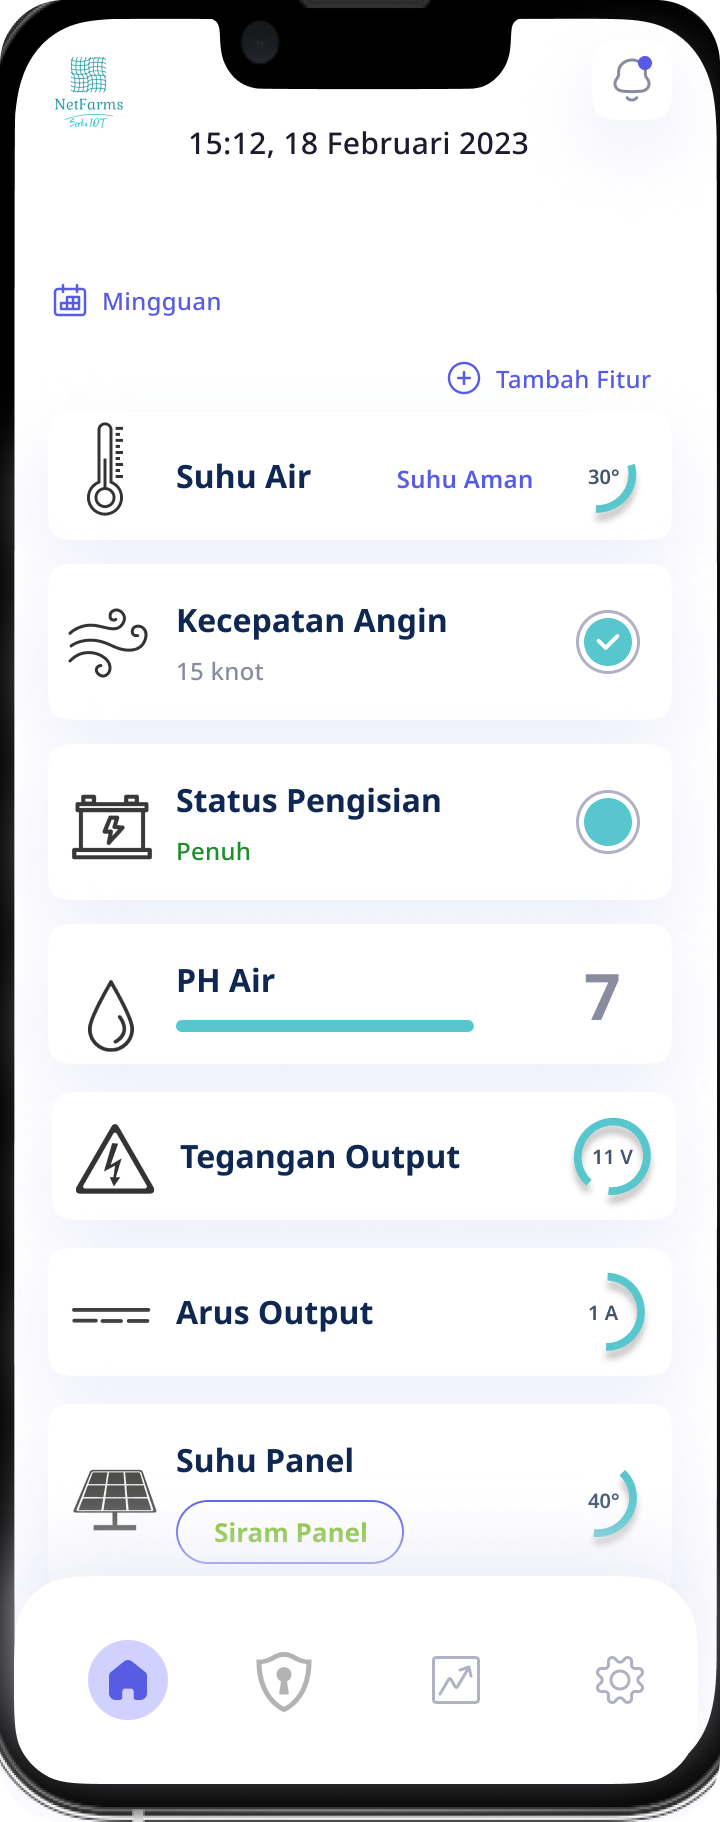 NetFarms
Serba IOT
15:12, 18 Februari 2023
Mingguan
Tambah Fitur
Suhu Air
Suhu Aman
30°
Kecepatan Angin
15 knot
Status Pengisian
Penuh
PH Air
7
Tegangan Output
11 V
Arus Output
1 A
Suhu Panel
Siram Panel
40°